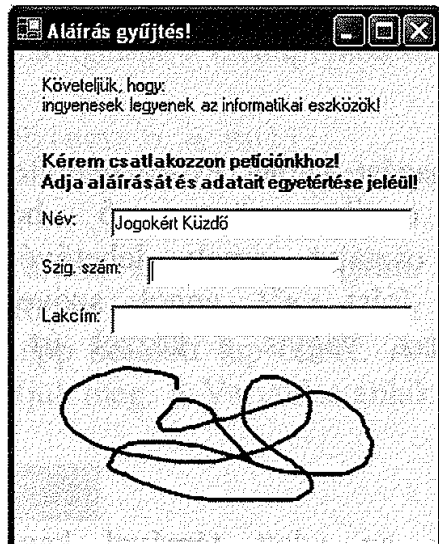 Aláírás gyűjtés!
Követeljük, hogy:
ingyenesek legyenek az informatikai eszközök!
Kérem csatlakozzon petíciónkhoz!
Adja aláírását és adatait egyetértése jeléül!
Név: Jogokért Küzdő
Szig. szám:
Lakcím: